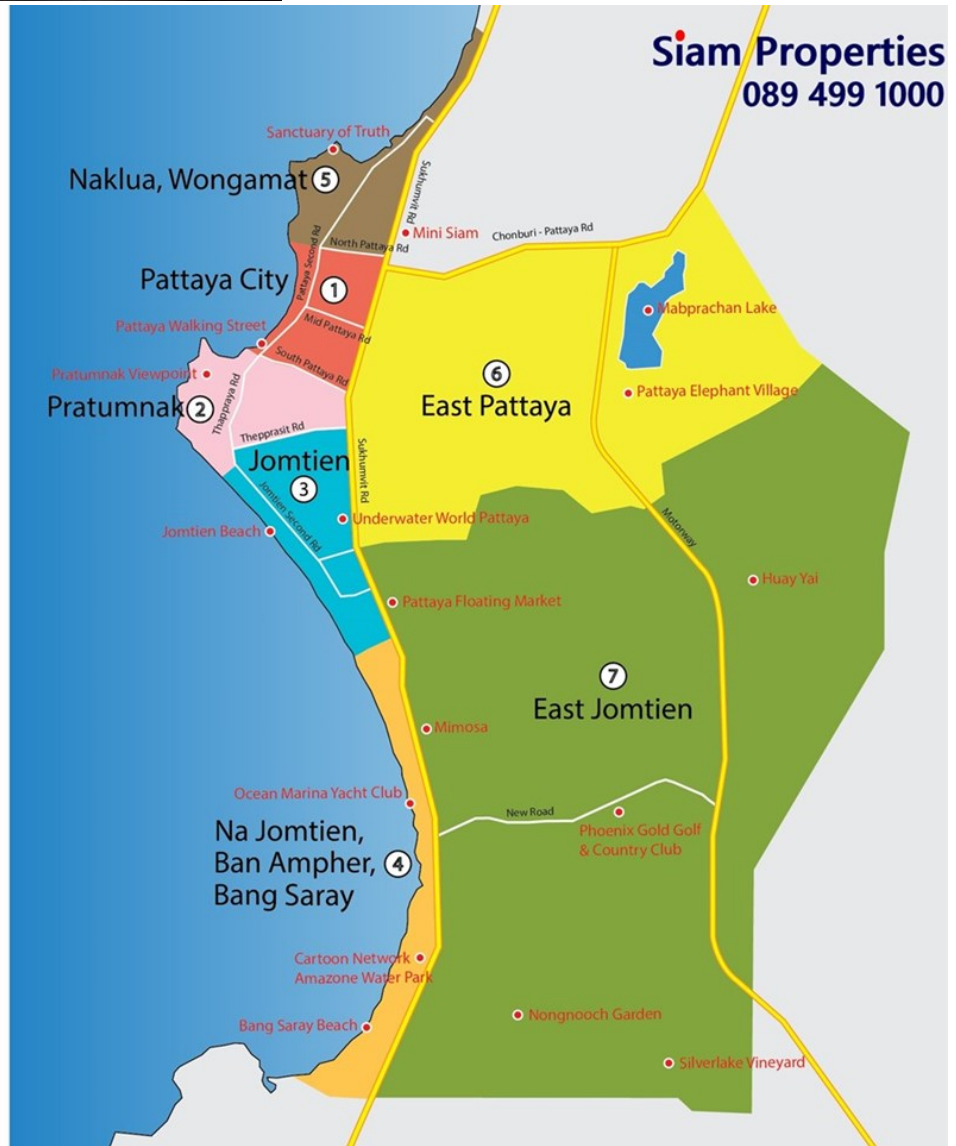 Siam Properties
089 499 1000
Sanctuary of Truth
Naklua, Wongamat 5
Sukhumvit Rd
Mini Siam
Chonburi - Pattaya Rd
Pattaya Second Rd
North Pattaya Rd
Pattaya City
1
Mabprachan Lake
Mid Pattaya Rd
Pattaya Walking Street
South Pattaya Rd
Pratumnak Viewpoint
6
East Pattaya
Pattaya Elephant Village
Pratumnak 2
Thappraya Rd
Thepprasit Rd
Jomtien
3
Sukhumvit Rd
Jomtien Second Rd
Underwater World Pattaya
Jomtien Beach
Motorway
Huay Yai
Pattaya Floating Market
7
East Jomtien
Mimosa
Ocean Marina Yacht Club
New Road
Phoenix Gold Golf
& Country Club
Na Jomtien,
Ban Ampher, 4
Bang Saray
Cartoon Network
Amazone Water Park
Bang Saray Beach
Nongnooch Garden
Silverlake Vineyard